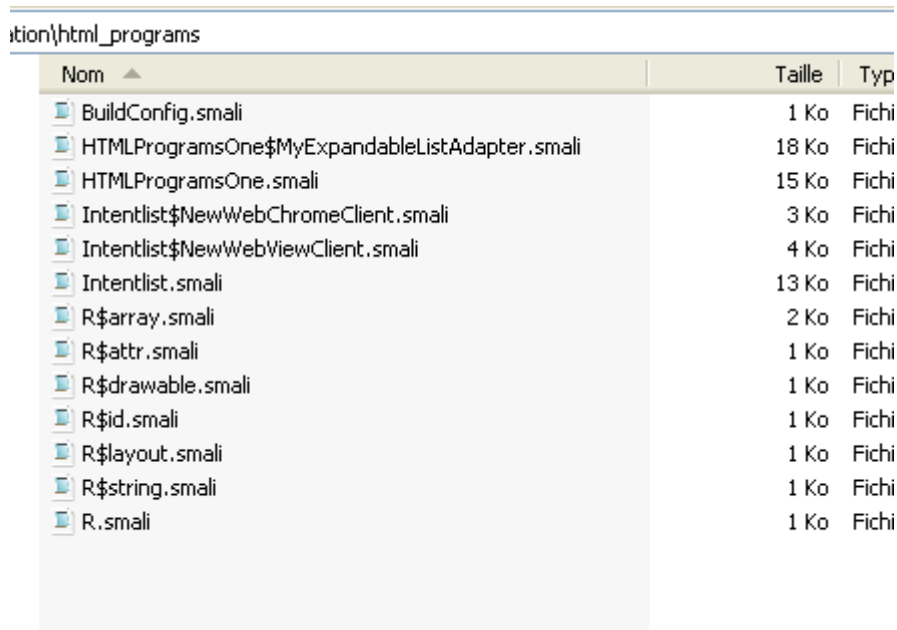 ation\html_programs
Nom Taille Typ
BuildConfig.smali 1 Ko Fichi
HTMLProgramsOne$MyExpandableListAdapter.smali 18 Ko Fichi
HTMLProgramsOne.smali 15 Ko Fichi
Intentlist$NewWebChromeClient.smali 3 Ko Fichi
Intentlist$NewWebViewClient.smali 4 Ko Fichi
Intentlist.smali 13 Ko Fichi
R$array.smali 2 Ko Fichi
R$attr.smali 1 Ko Fichi
R$drawable.smali 1 Ko Fichi
R$id.smali 1 Ko Fichi
R$layout.smali 1 Ko Fichi
R$string.smali 1 Ko Fichi
R.smali 1 Ko Fichi